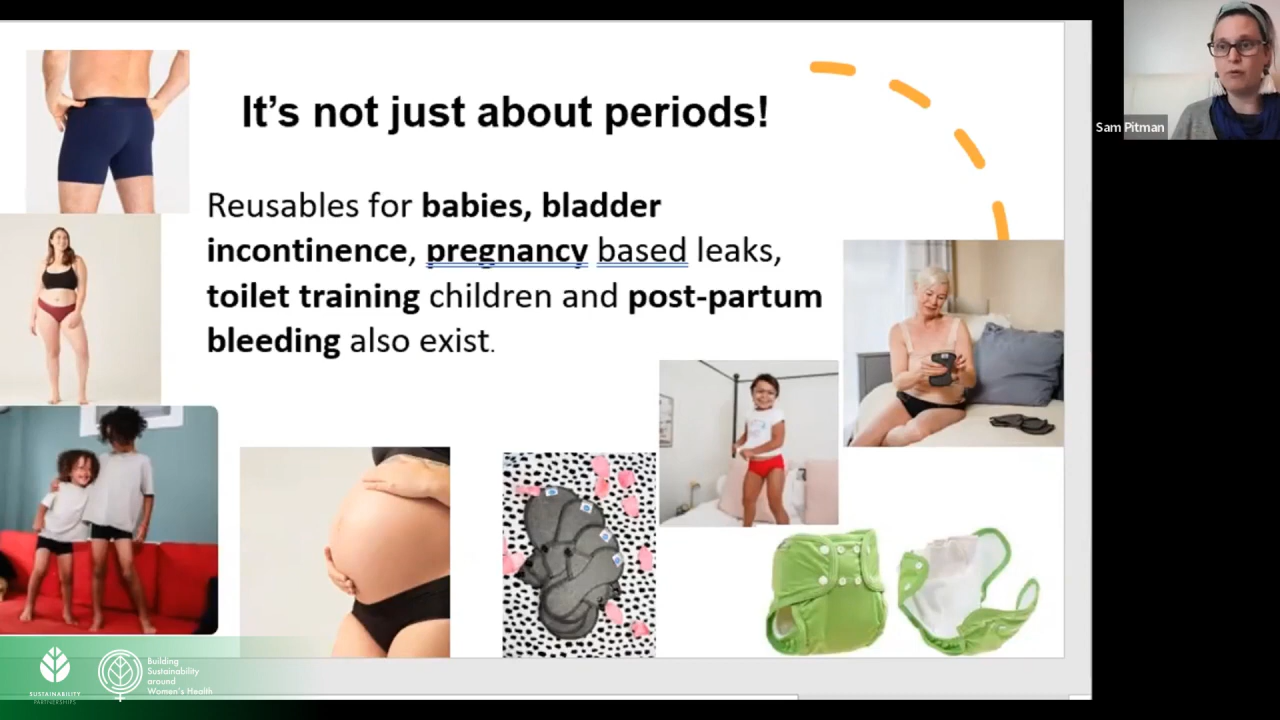 It's not just about periods!
Sam Pitman
Reusables for babies, bladder
incontinence, pregnancy based leaks,
toilet training children and post-partum
bleeding also exist.
SUSTAINABILITY
PARTNERSHIPS
Building
Sustainability
around
Women's Health